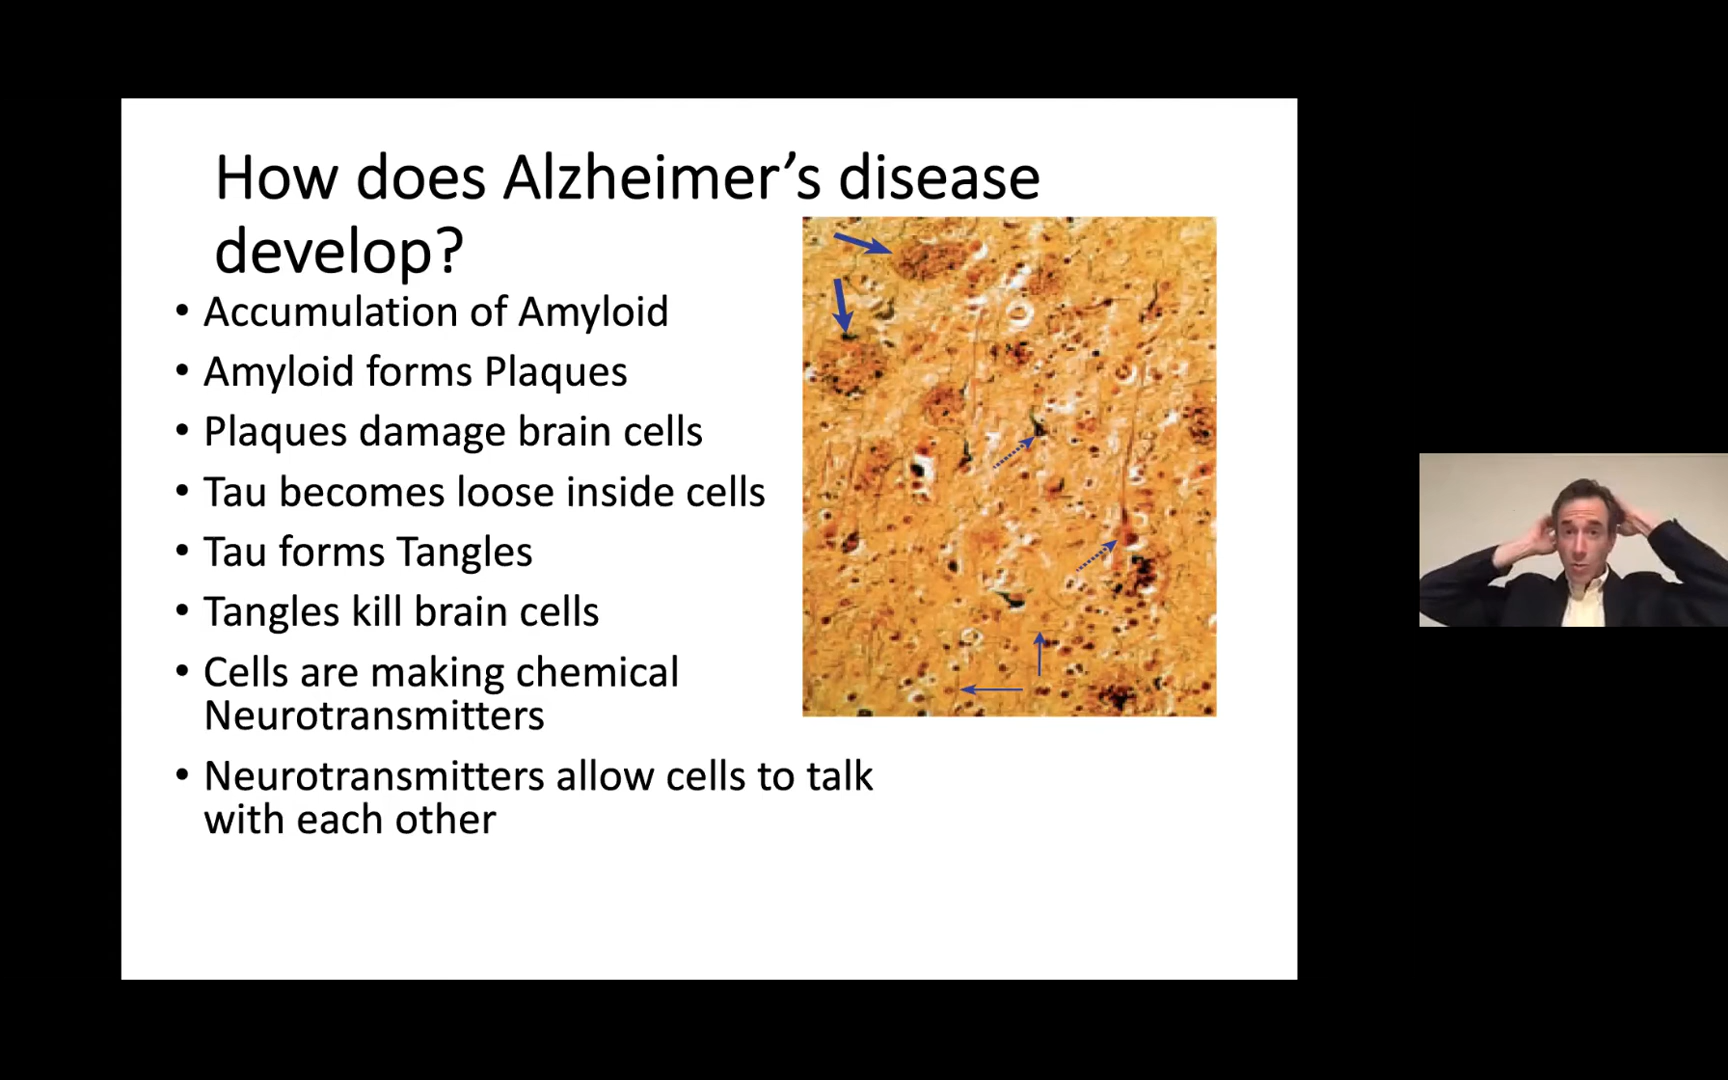 How does Alzheimer’s disease
develop?
• Accumulation of Amyloid
• Amyloid forms Plaques
• Plaques damage brain cells
• Tau becomes loose inside cells
• Tau forms Tangles
• Tangles kill brain cells
• Cells are making chemical
Neurotransmitters
• Neurotransmitters allow cells to talk
with each other